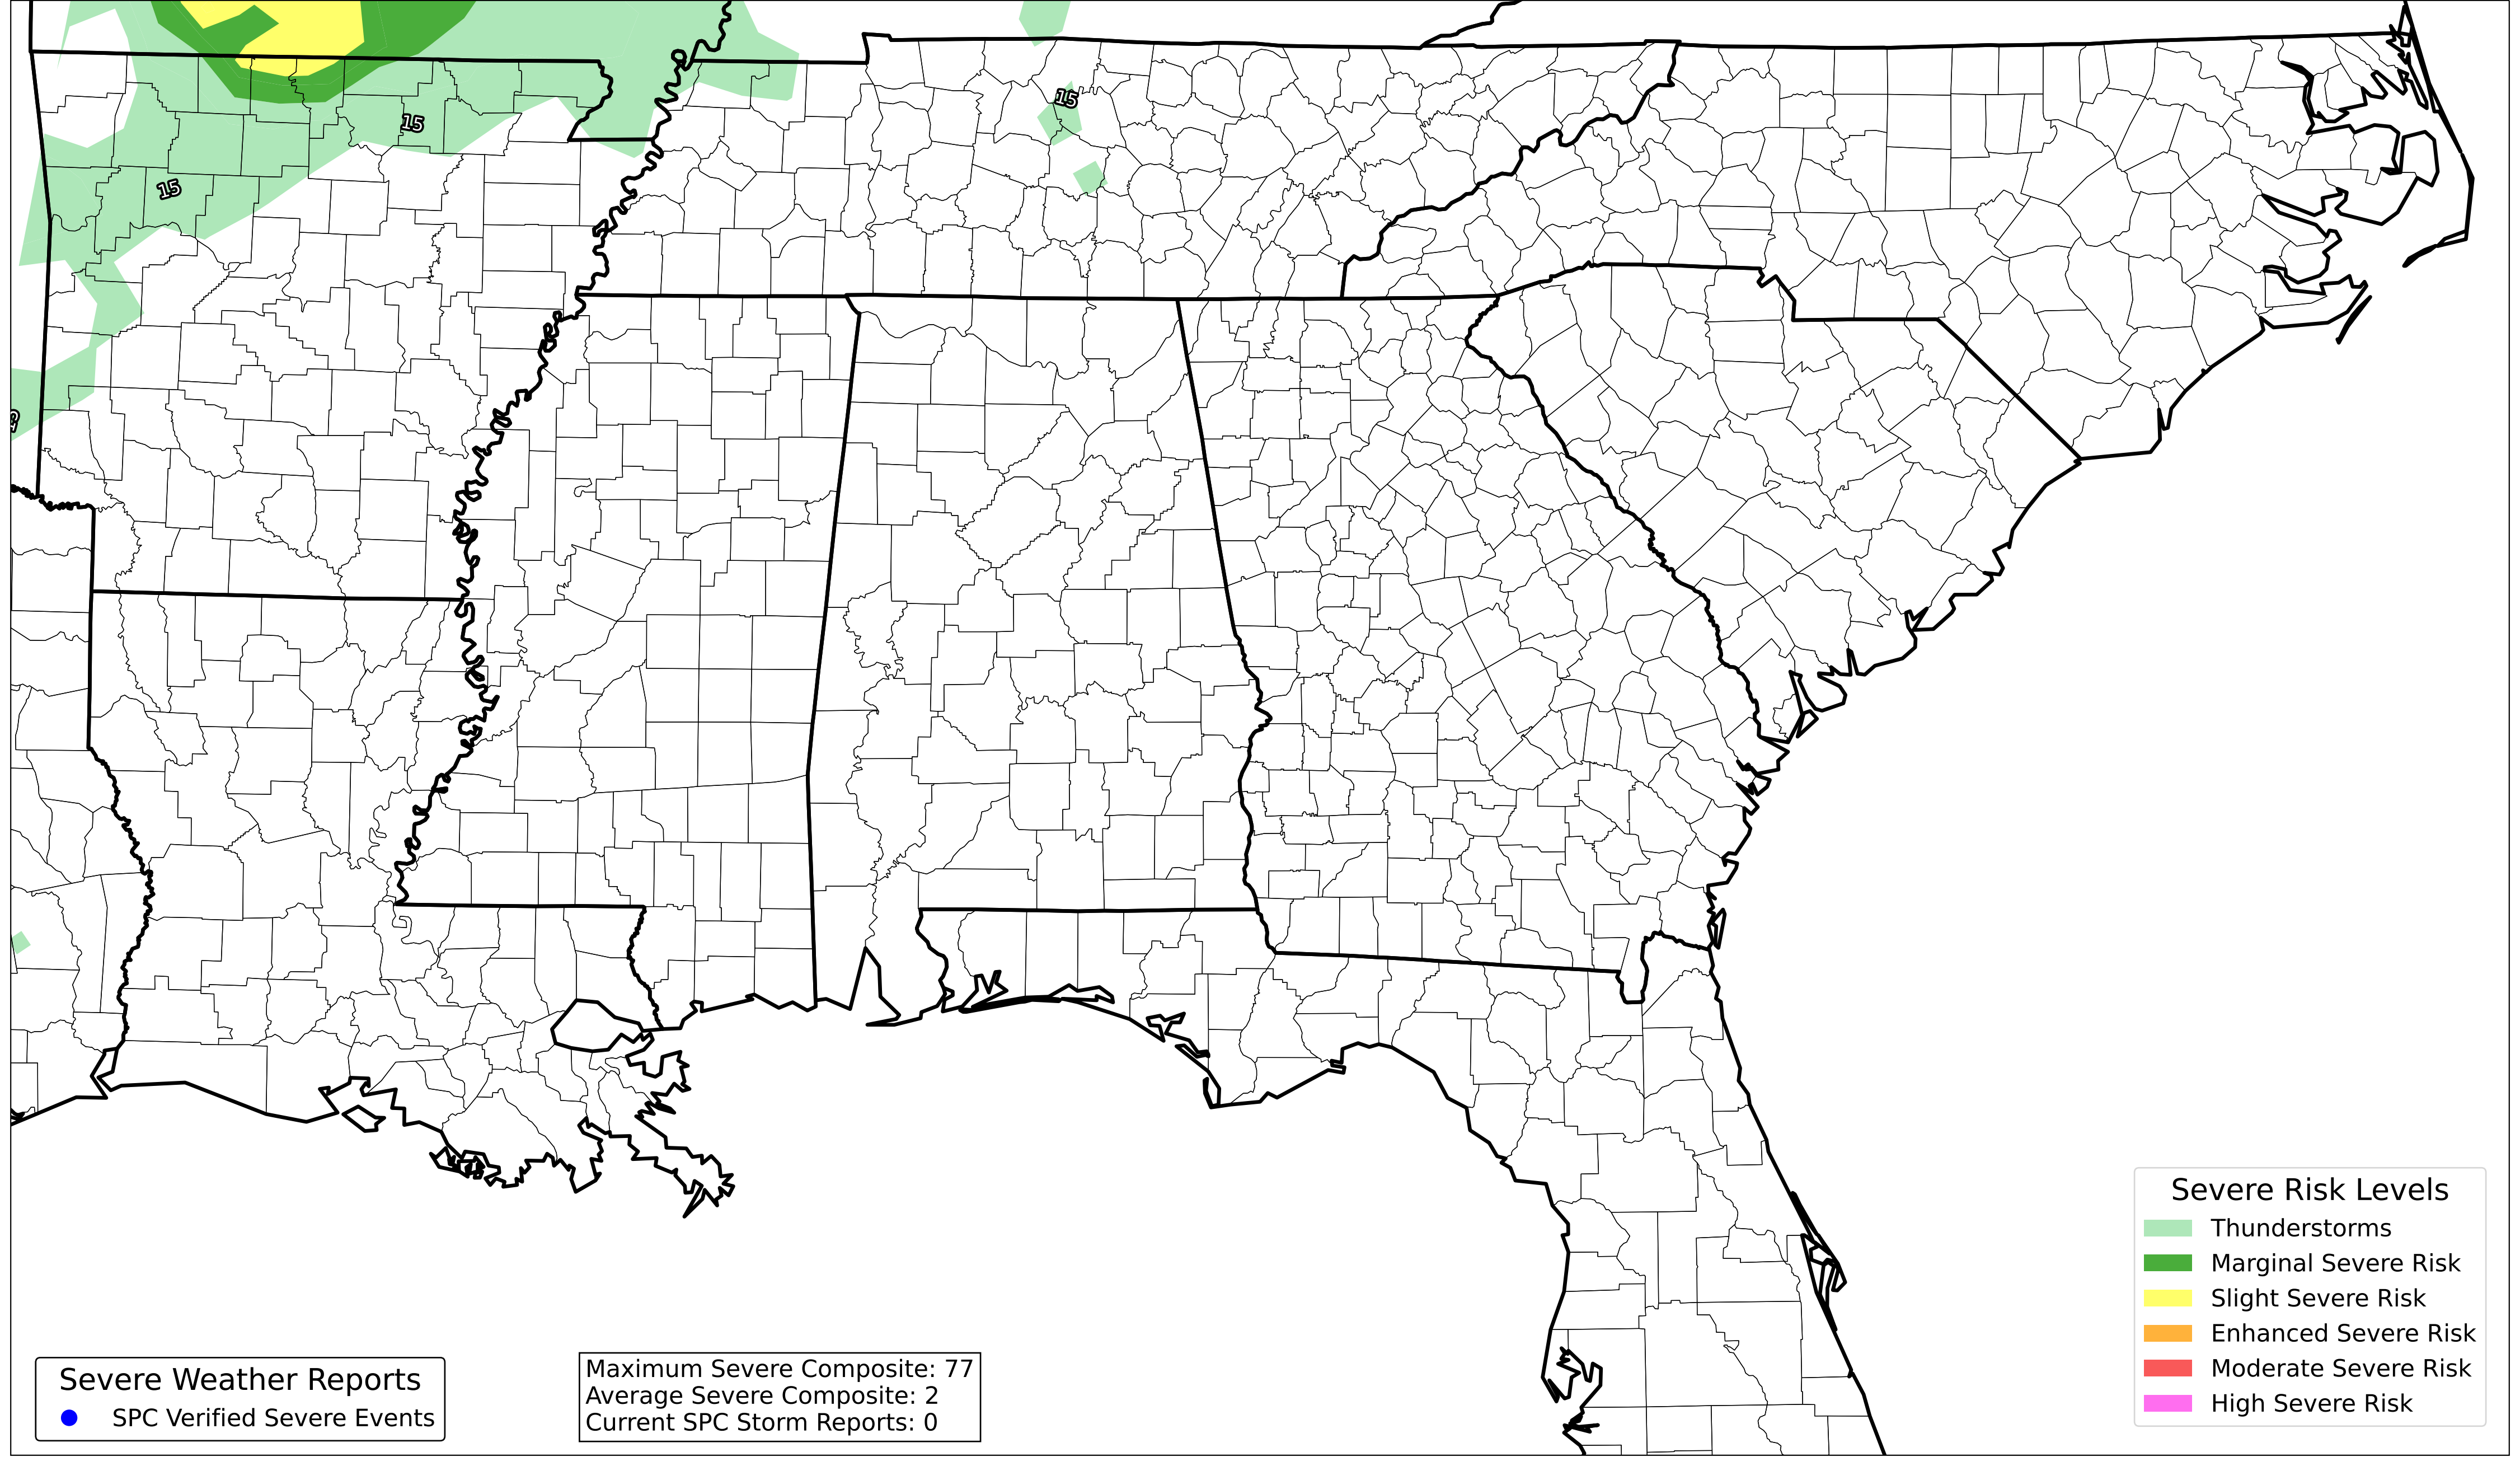 15
15
15
Severe Risk Levels
Thunderstorms
Marginal Severe Risk
Slight Severe Risk
Enhanced Severe Risk
Moderate Severe Risk
High Severe Risk
Severe Weather Reports
SPC Verified Severe Events
Maximum Severe Composite: 77
Average Severe Composite: 2
Current SPC Storm Reports: 0